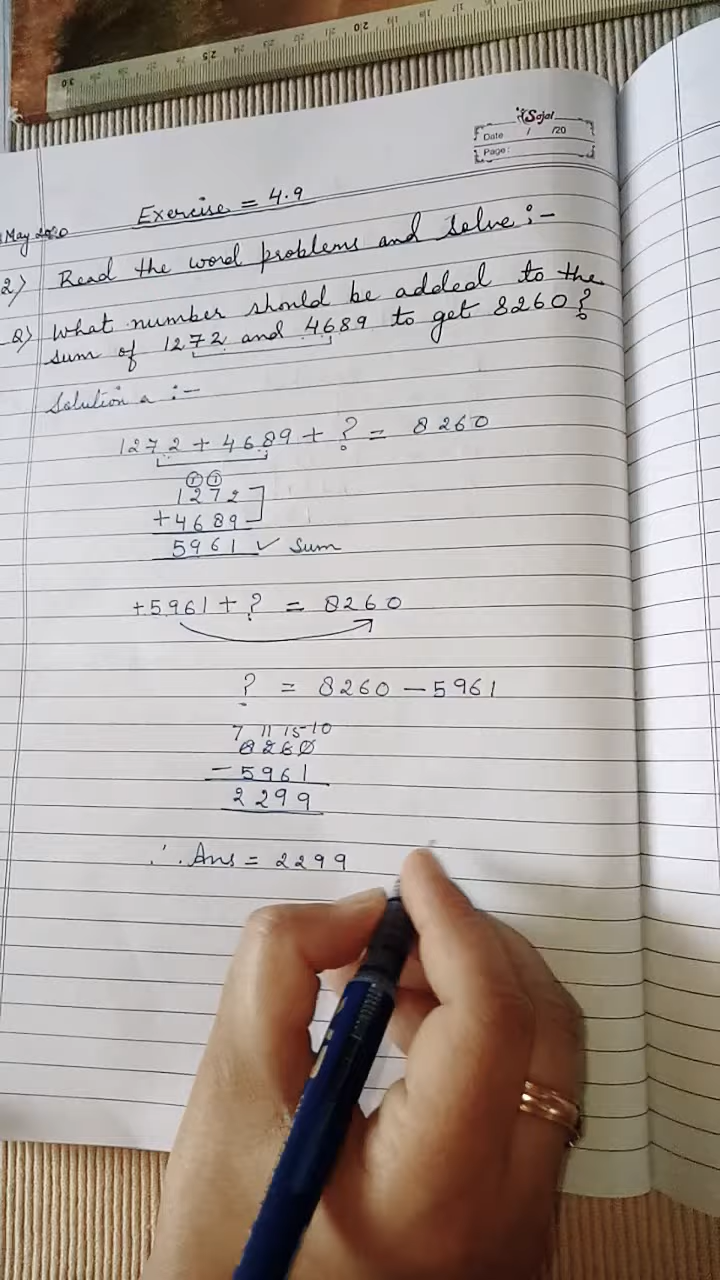 Sajal
Date / /20
Page:
Exercise = 4.9
May 2020
2) Read the word problems and solve :-
a) What number should be added to the
sum of 1272 and 4689 to get 8260?
Solution a :-
1272 + 4689 + ? = 8260
1 1
1272
+4689
5961 ✓ Sum
+5961 + ? = 8260
? = 8260 - 5961
7 11 15 10
8260
- 5961
2299
∴ Ans = 2299